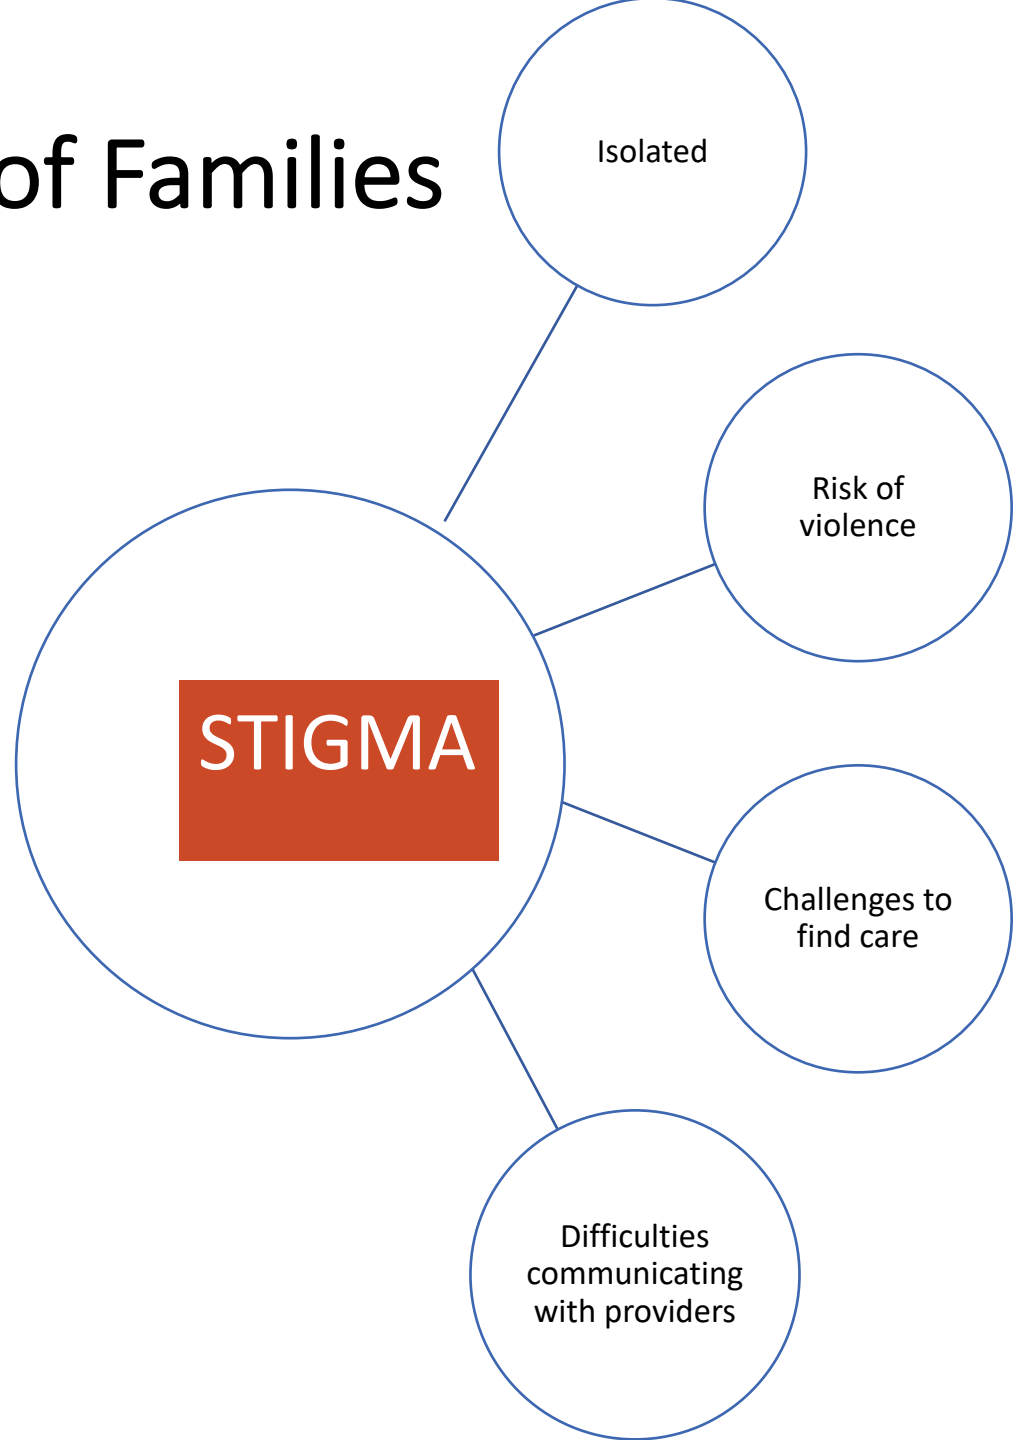 of Families
Isolated
Risk of
violence
STIGMA
Challenges to
find care
Difficulties
communicating
with providers